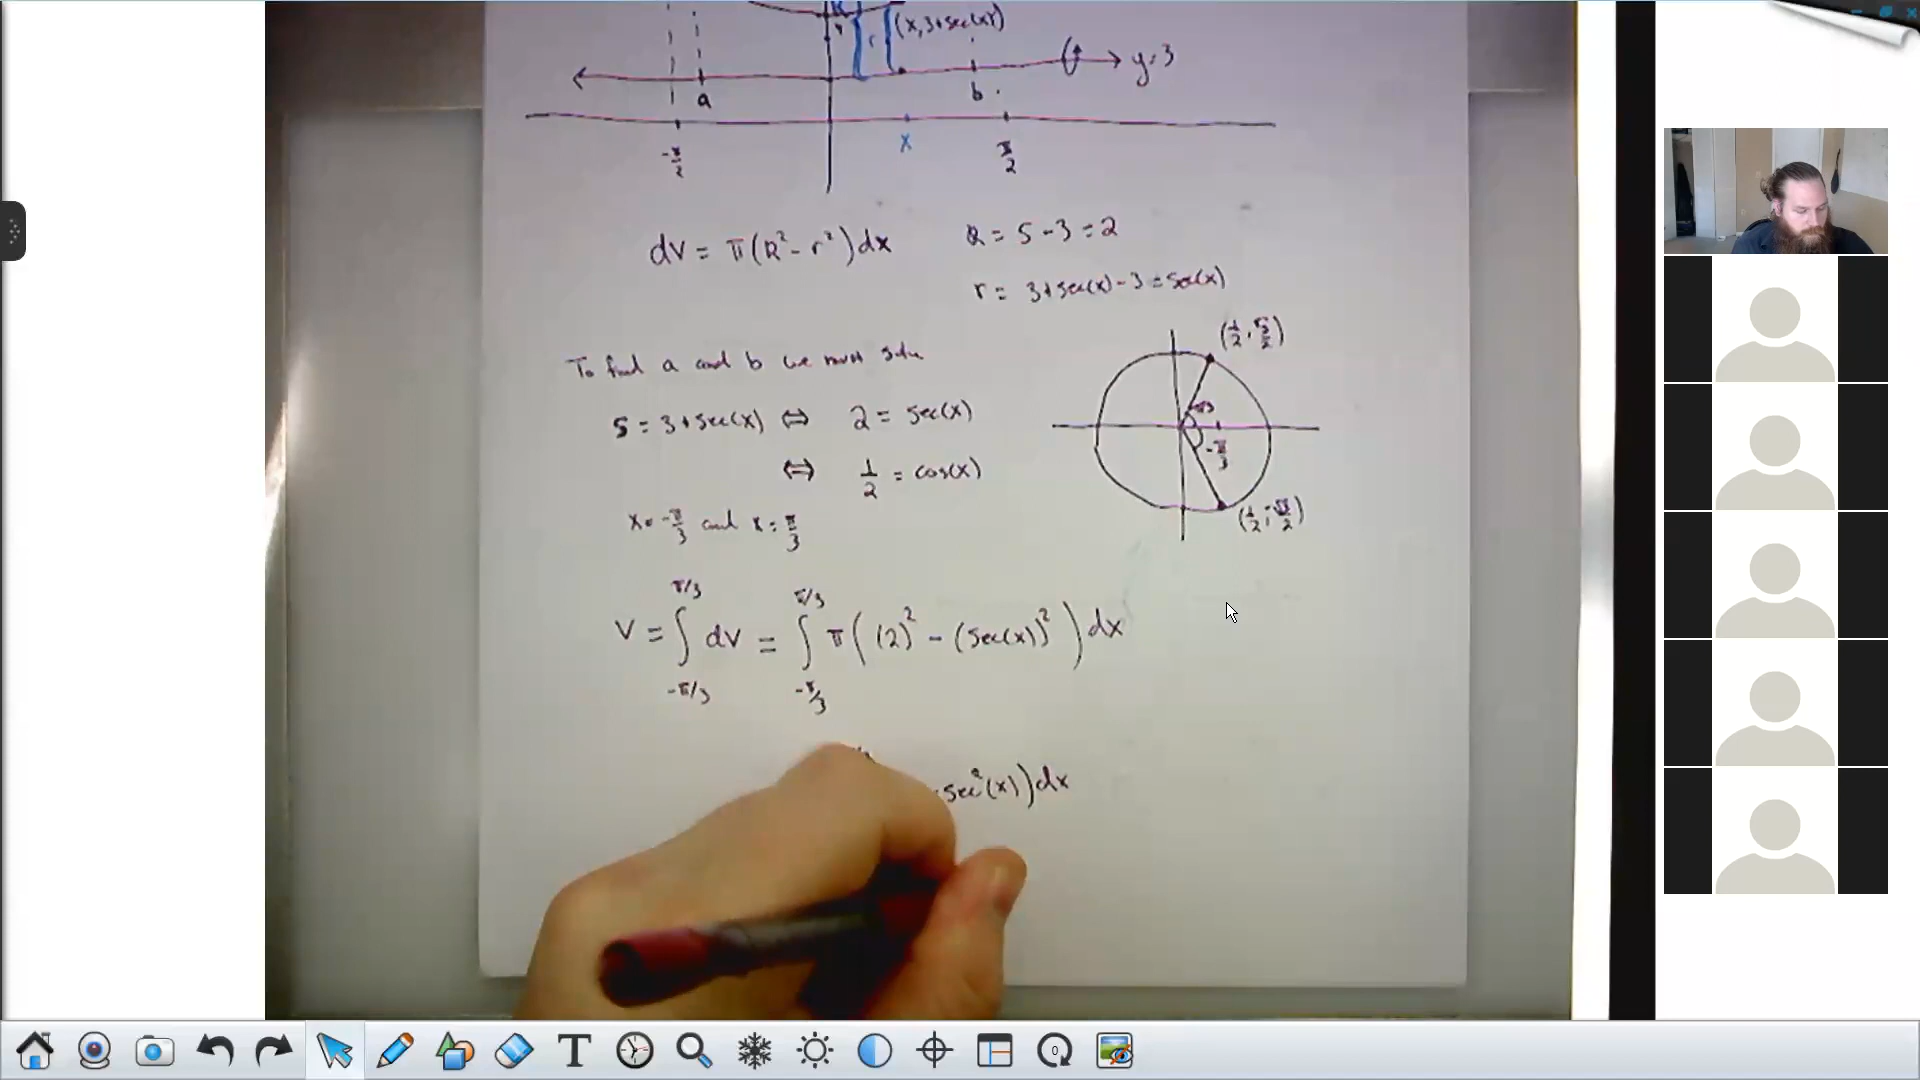 R
r
r
(x, 3+sec(x))
y=3
a
b
-π/2
x
π/2
dV = π(R² - r²)dx
R = 5-3 = 2
r = 3+sec(x)-3 = sec(x)
To find a and b we must solve
(1/2, √3/2)
5 = 3+sec(x) ⇔ 2 = sec(x)
π/3
-π/3
⇔ 1/2 = cos(x)
(1/2, -√3/2)
x = -π/3 and x = π/3
V = ∫_{-π/3}^{π/3} dV = ∫_{-π/3}^{π/3} π((2)² - (sec(x))²)dx
sec²(x))dx
T
0